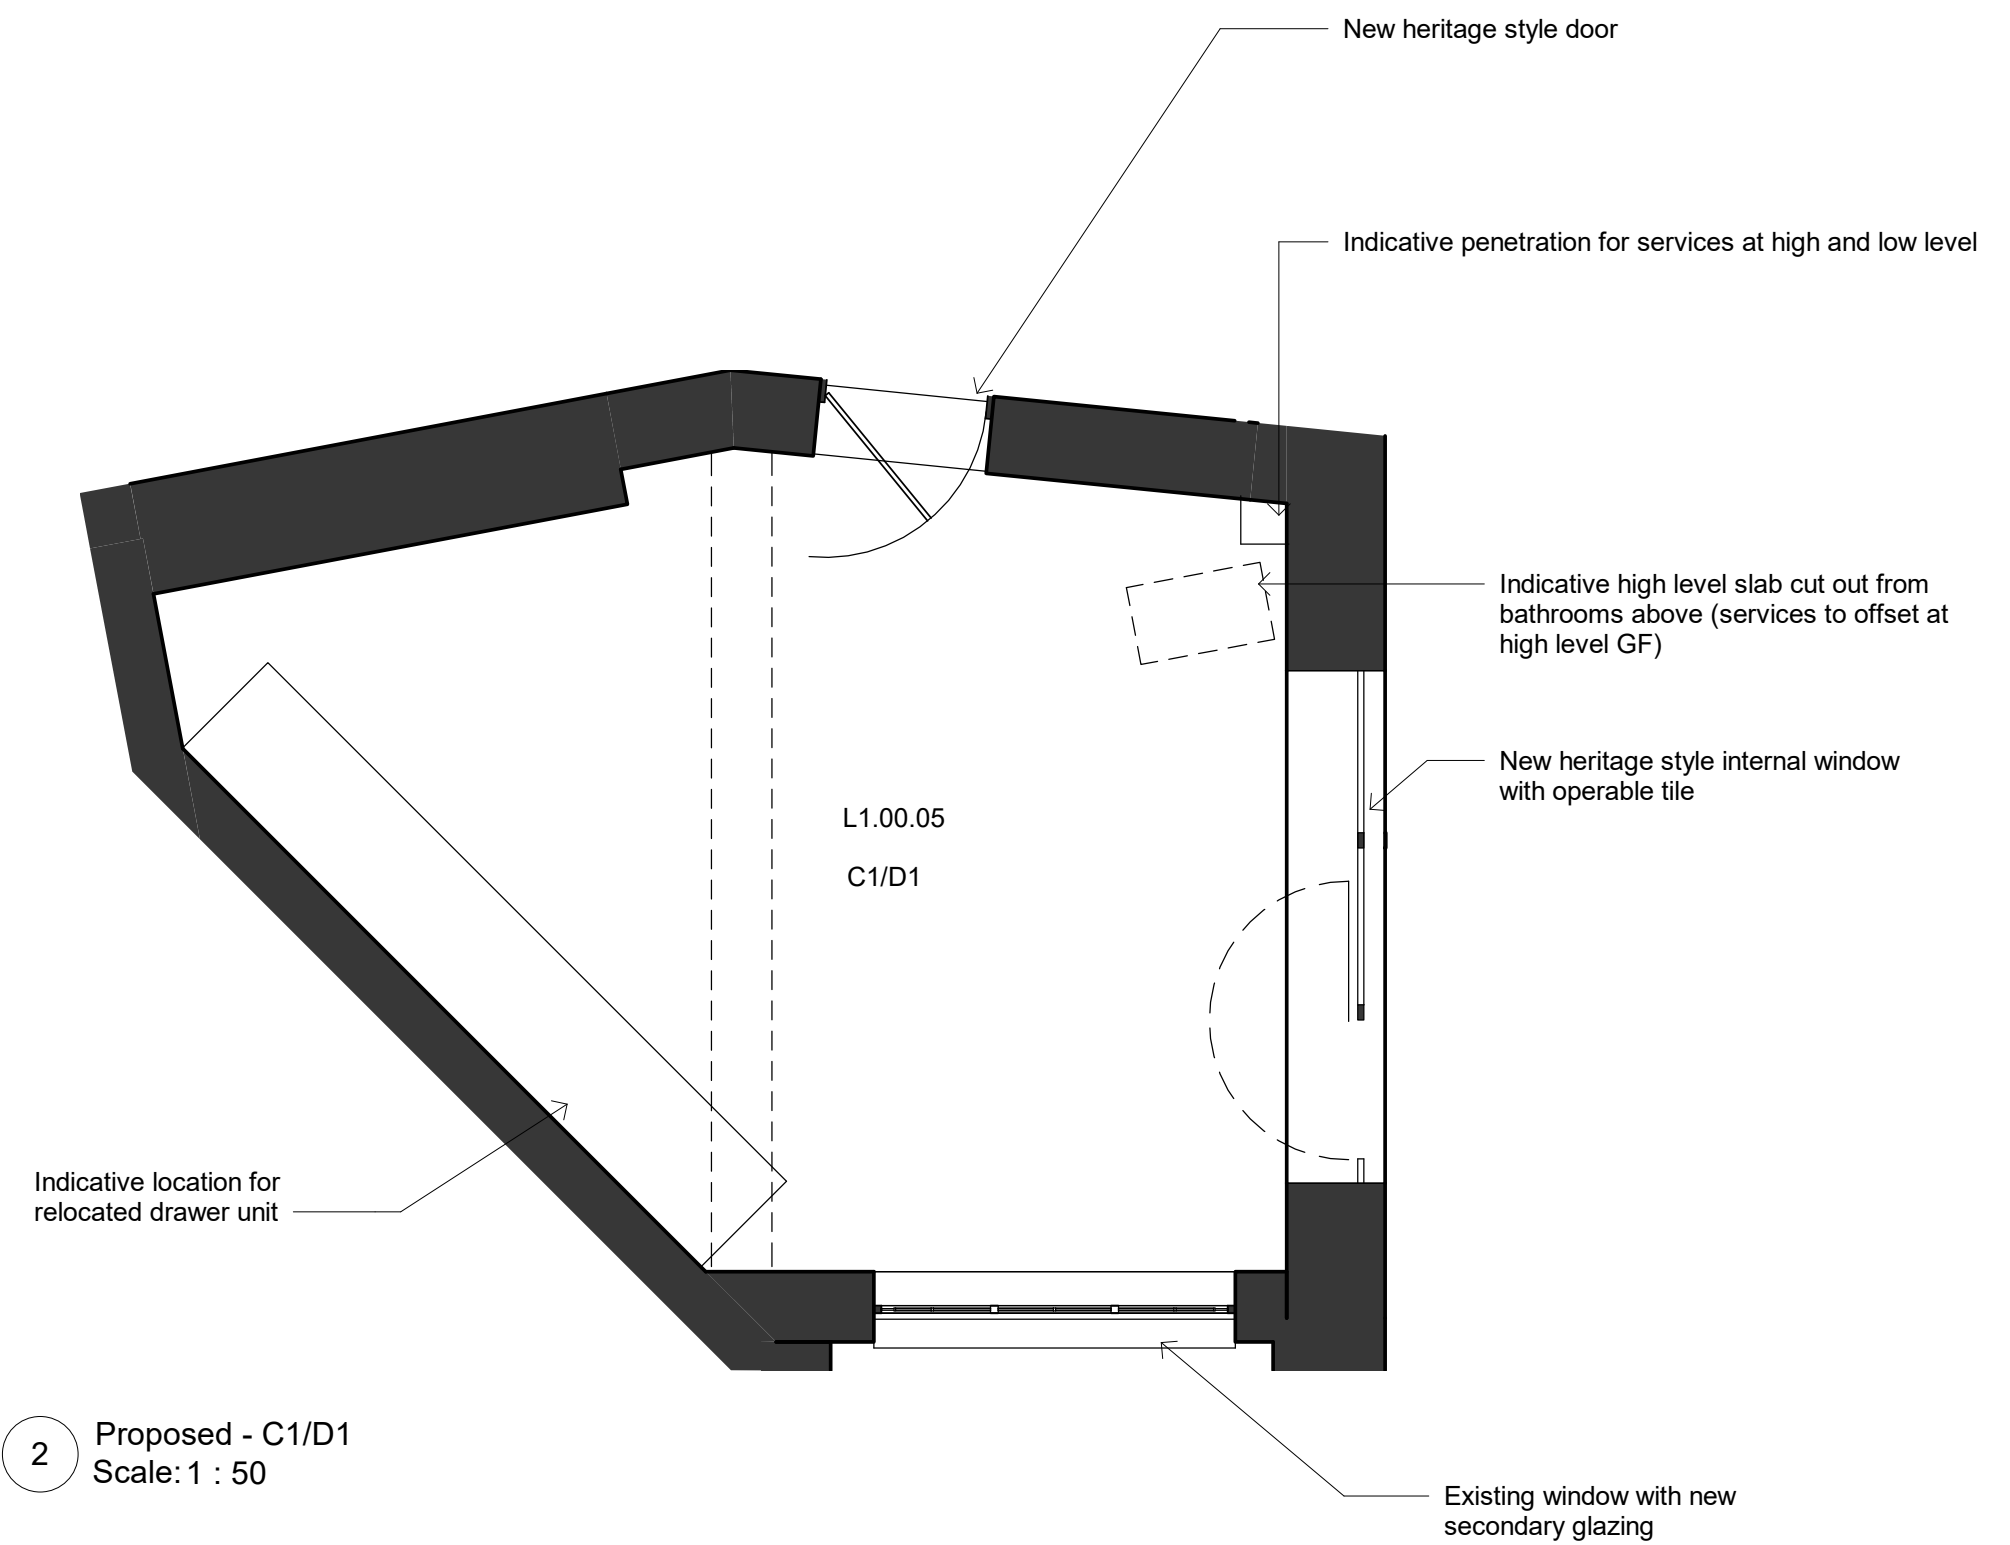 New heritage style door
Indicative penetration for services at high and low level
Indicative high level slab cut out from
bathrooms above (services to offset at
high level GF)
New heritage style internal window
with operable tile
L1.00.05
C1/D1
Indicative location for
relocated drawer unit
2
Proposed - C1/D1
Scale: 1 : 50
Existing window with new
secondary glazing